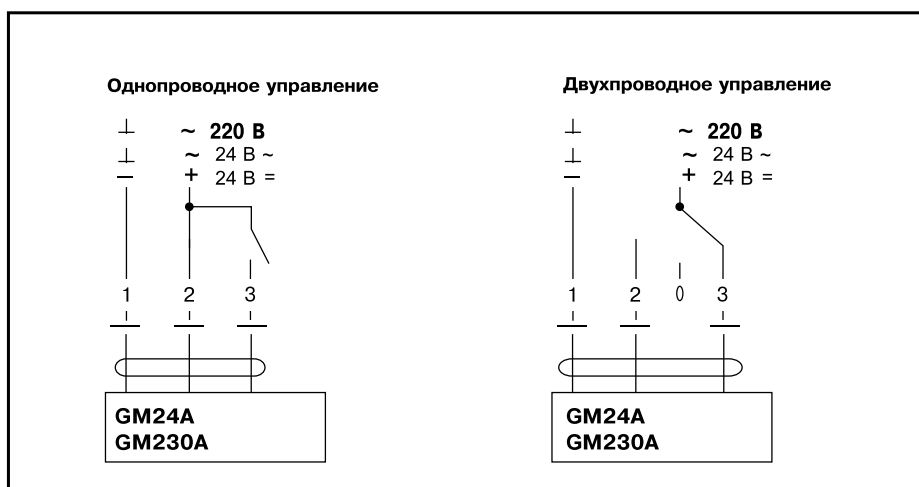 Однопроводное управление
⊥ ~ 220 В
⊥ ~ 24 В ~
– + 24 В =
1 2 3
GM24A
GM230A
Двухпроводное управление
⊥ ~ 220 В
⊥ ~ 24 В ~
– + 24 В =
1 2 0 3
GM24A
GM230A